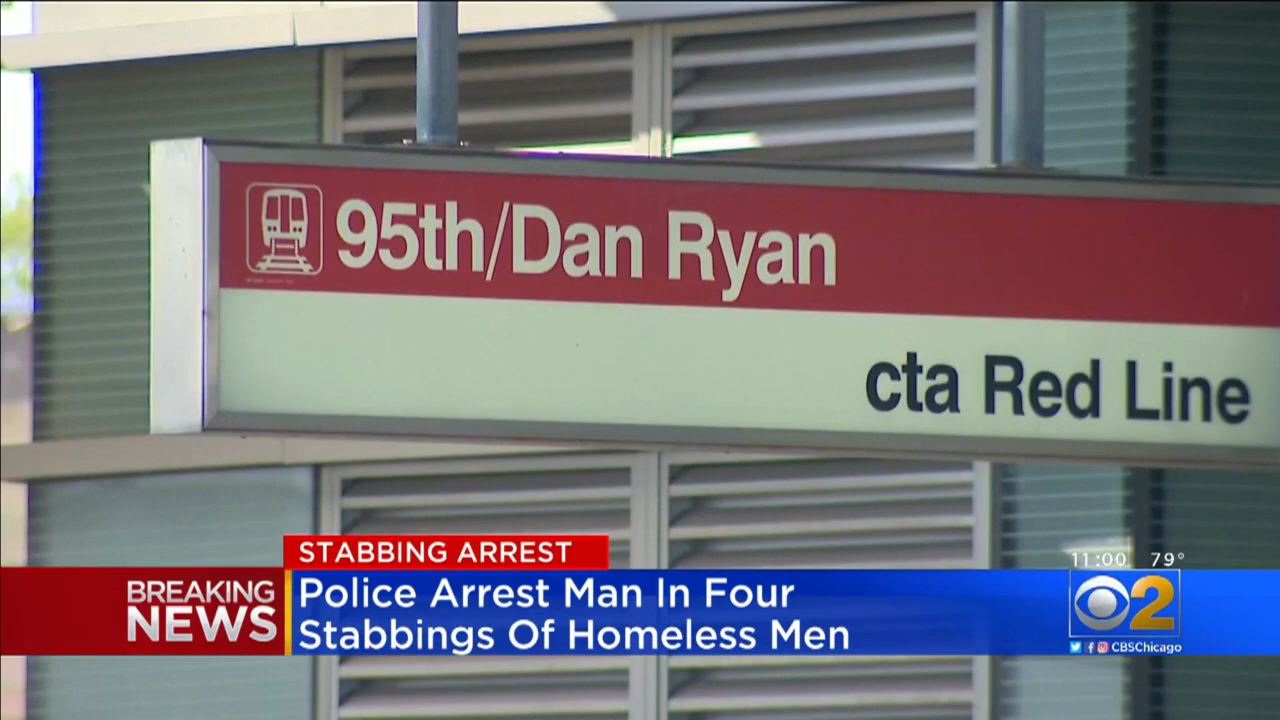 95th/Dan Ryan
cta Red Line
STABBING ARREST
BREAKING
NEWS
Police Arrest Man In Four
Stabbings Of Homeless Men
11:00 79°
2
CBSChicago